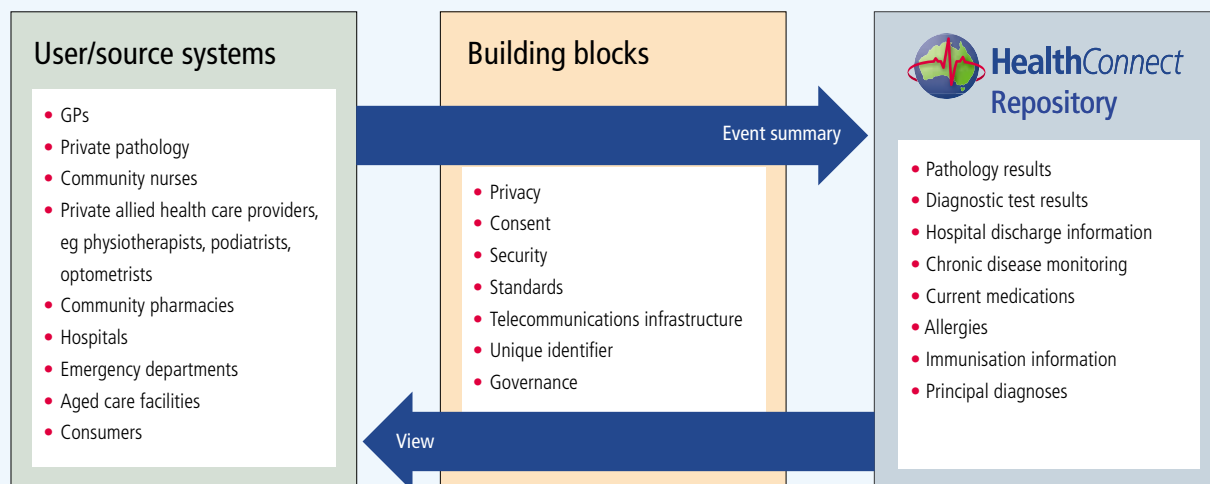 User/source systems
• GPs
• Private pathology
• Community nurses
• Private allied health care providers,
eg physiotherapists, podiatrists,
optometrists
• Community pharmacies
• Hospitals
• Emergency departments
• Aged care facilities
• Consumers
Building blocks
Event summary
• Privacy
• Consent
• Security
• Standards
• Telecommunications infrastructure
• Unique identifier
• Governance
View
HealthConnect
Repository
• Pathology results
• Diagnostic test results
• Hospital discharge information
• Chronic disease monitoring
• Current medications
• Allergies
• Immunisation information
• Principal diagnoses